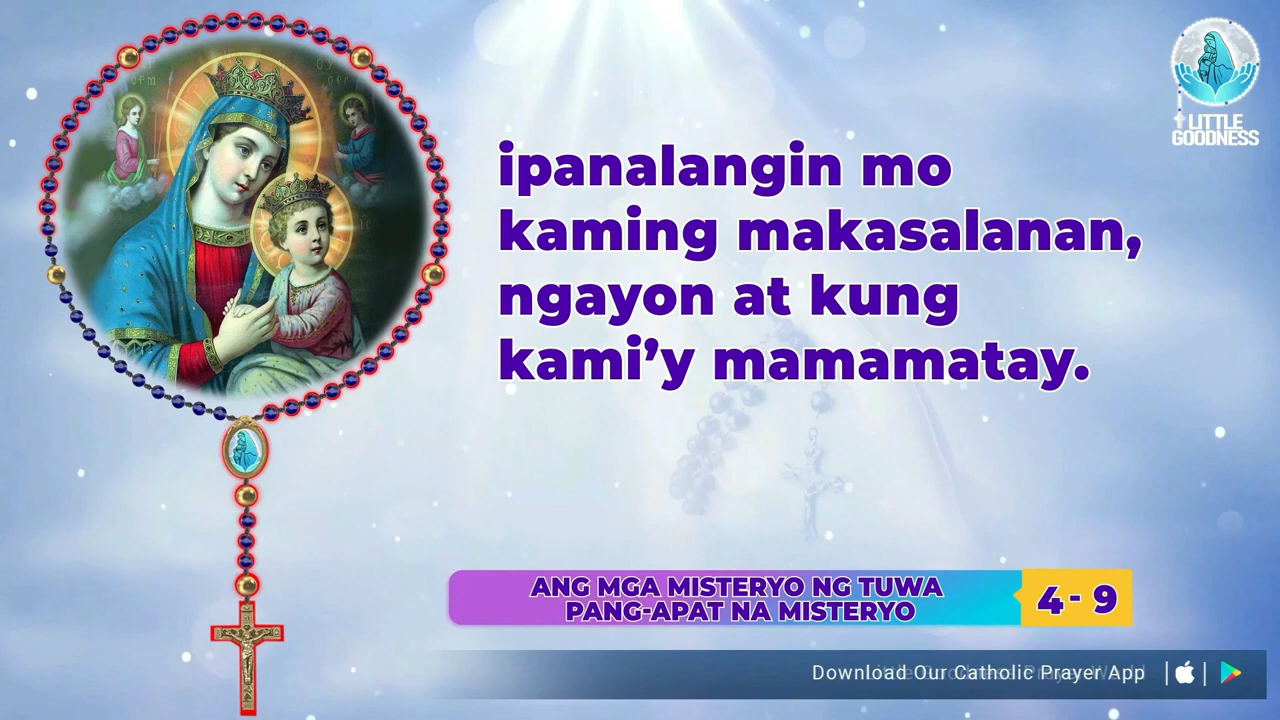 LITTLE
GOODNESS
ipanalangin mo
kaming makasalanan,
ngayon at kung
kami’y mamamatay.
ANG MGA MISTERYO NG TUWA
PANG-APAT NA MISTERYO
4 - 9
Download Our Catholic Prayer App